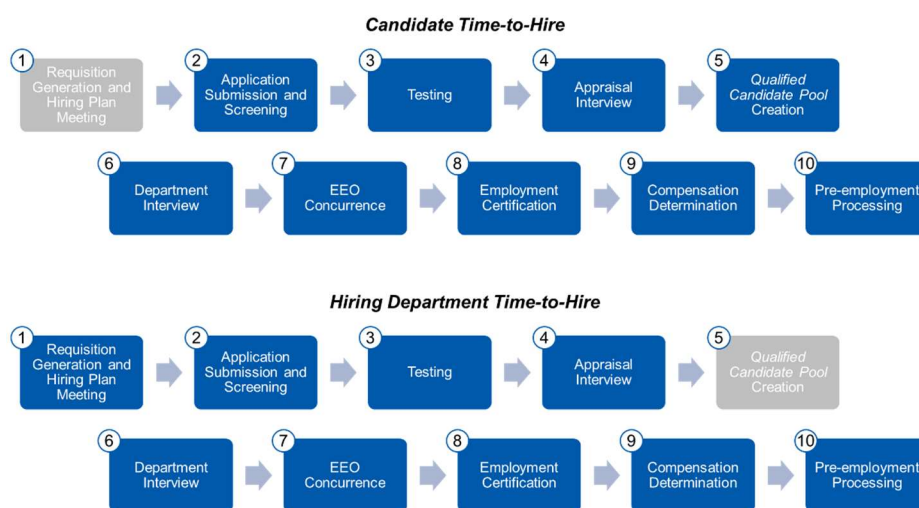 Candidate Time-to-Hire
1
Requisition
Generation and
Hiring Plan
Meeting
2
Application
Submission and
Screening
3
Testing
4
Appraisal
Interview
5
Qualified
Candidate Pool
Creation
6
Department
Interview
7
EEO
Concurrence
8
Employment
Certification
9
Compensation
Determination
10
Pre-employment
Processing
Hiring Department Time-to-Hire
1
Requisition
Generation and
Hiring Plan
Meeting
2
Application
Submission and
Screening
3
Testing
4
Appraisal
Interview
5
Qualified
Candidate Pool
Creation
6
Department
Interview
7
EEO
Concurrence
8
Employment
Certification
9
Compensation
Determination
10
Pre-employment
Processing